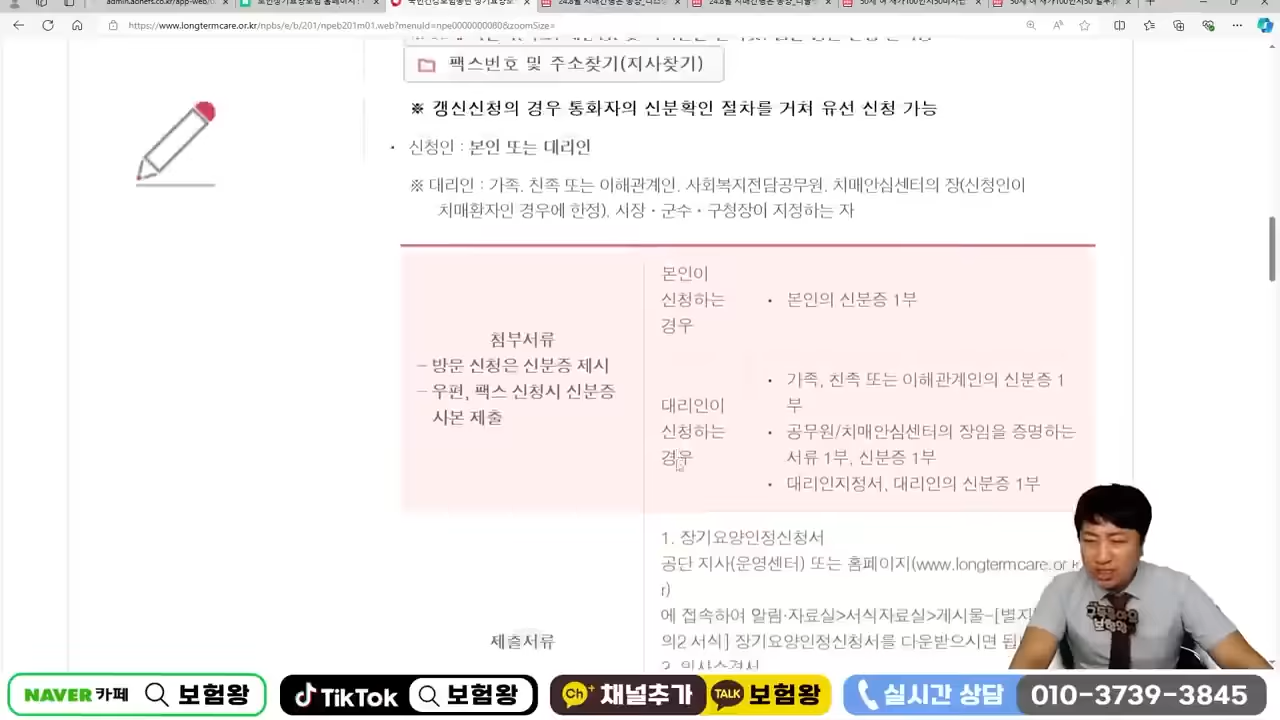 https://www.longtermcare.or.kr/npbs/e/b/201/npeb201m01.web?menuId=npe0000000080&zoomSize=
팩스번호 및 주소찾기(지사찾기)
※ 갱신신청의 경우 통화자의 신분확인 절차를 거쳐 유선 신청 가능
• 신청인 : 본인 또는 대리인
※ 대리인 : 가족, 친족 또는 이해관계인, 사회복지전담공무원, 치매안심센터의 장(신청인이
치매환자인 경우에 한정), 시장·군수·구청장이 지정하는 자
첨부서류
- 방문 신청은 신분증 제시
- 우편, 팩스 신청시 신분증
사본 제출
본인이
신청하는
경우
• 본인의 신분증 1부
대리인이
신청하는
경우
• 가족, 친족 또는 이해관계인의 신분증 1
부
• 공무원/치매안심센터의 장임을 증명하는
서류 1부, 신분증 1부
• 대리인지정서, 대리인의 신분증 1부
제출서류
1. 장기요양인정신청서
공단 지사(운영센터) 또는 홈페이지(www.longtermcare.or.k
r)
에 접속하여 알림·자료실>서식자료실>게시물-[별지
의2 서식] 장기요양인정신청서를 다운받으시면 됩
2. 의사소견서
보험왕
NAVER 카페 보험왕
TikTok 보험왕
Ch+ 채널추가 TALK 보험왕
실시간 상담 010-3739-3845